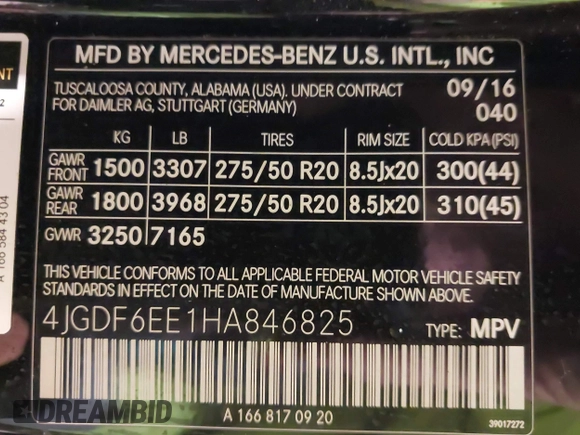 MFD BY MERCEDES-BENZ U.S. INTL., INC
TUSCALOOSA COUNTY, ALABAMA (USA). UNDER CONTRACT
FOR DAIMLER AG, STUTTGART (GERMANY)
09/16
040
KG LB TIRES RIM SIZE COLD KPA(PSI)
GAWR FRONT 1500 3307 275/50 R20 8.5Jx20 300(44)
GAWR REAR 1800 3968 275/50 R20 8.5Jx20 310(45)
GVWR 3250 7165
THIS VEHICLE CONFORMS TO ALL APPLICABLE FEDERAL MOTOR VEHICLE SAFETY
STANDARDS IN EFFECT ON THE DATE OF MANUFACTURE SHOWN ABOVE.
4JGDF6EE1HA846825 TYPE: MPV
A 166 817 09 20
39017272
A 166 584 43 04
DREAMBID